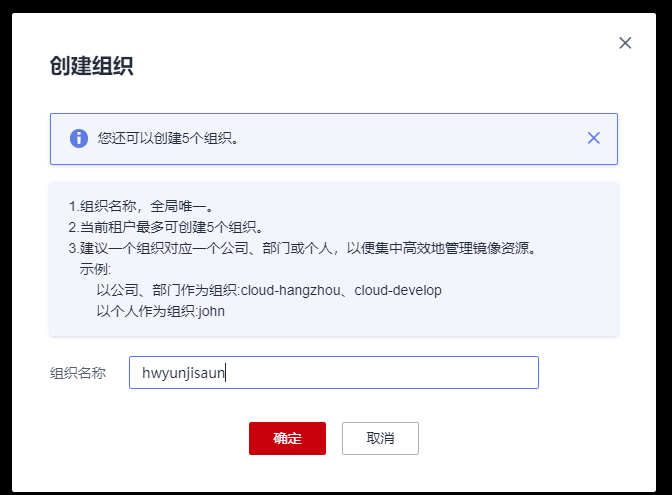 创建组织
您还可以创建5个组织。
1.组织名称，全局唯一。
2.当前租户最多可创建5个组织。
3.建议一个组织对应一个公司、部门或个人，以便集中高效地管理镜像资源。
示例:
以公司、部门作为组织:cloud-hangzhou、cloud-develop
以个人作为组织:john
组织名称 hwyunjisaun
确定 取消